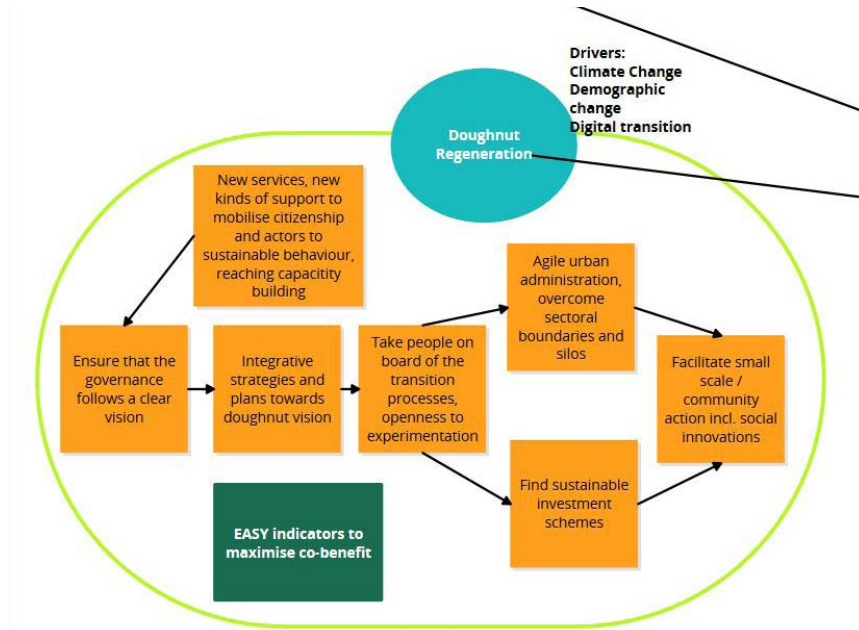 Drivers:
Climate Change
Demographic
change
Digital transition
Doughnut
Regeneration
New services, new
kinds of support to
mobilise citizenship
and actors to
sustainable behaviour,
reaching capacitity
building
Ensure that the
governance
follows a clear
vision
Integrative
strategies and
plans towards
doughnut vision
Take people on
board of the
transition
processes,
openness to
experimentation
Agile urban
administration,
overcome
sectoral
boundaries and
silos
Find sustainable
investment
schemes
Facilitate small
scale /
community
action incl. social
innovations
EASY indicators to
maximise co-benefit